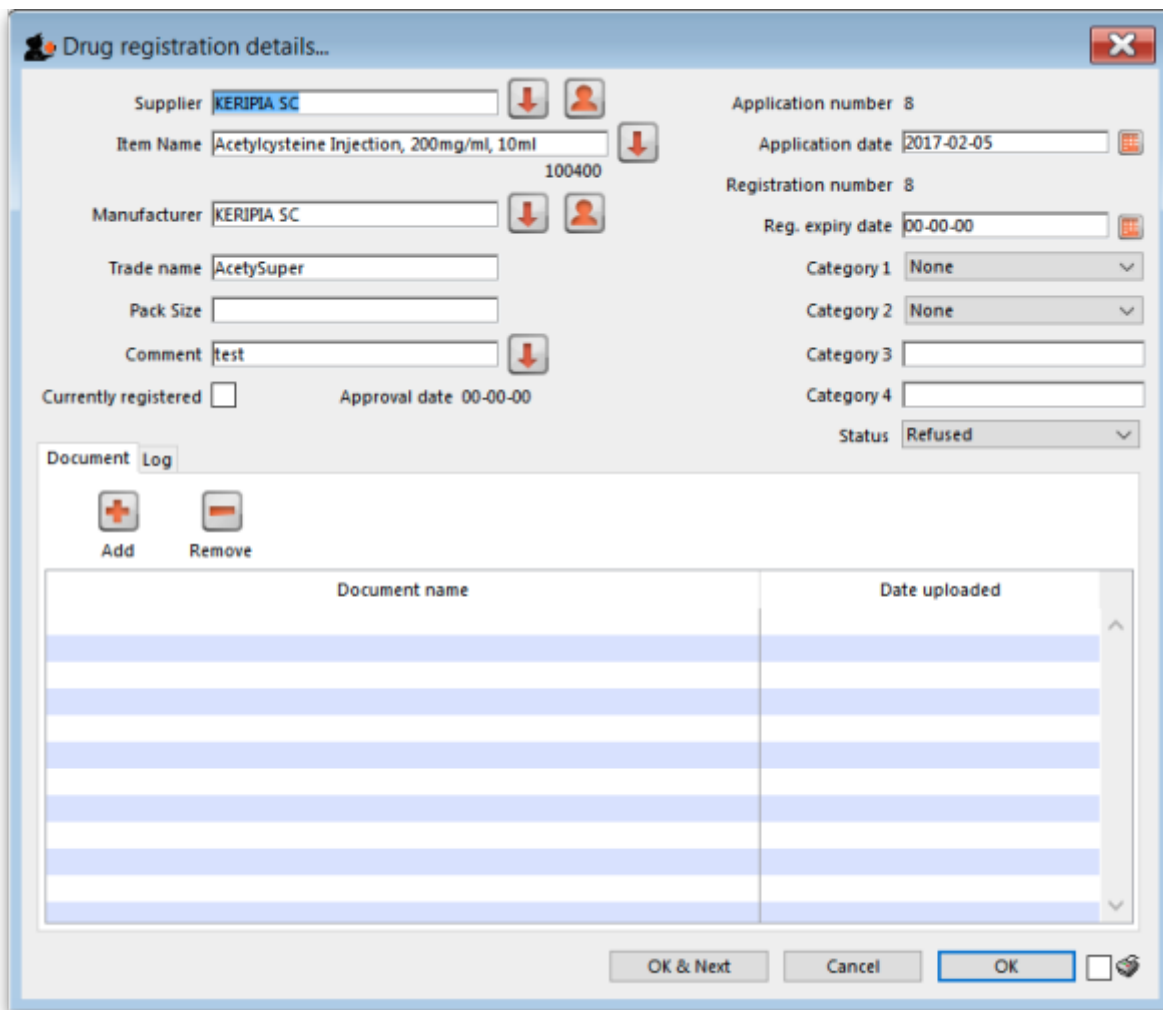 Drug registration details...
Supplier KERIPIA SC
Item Name Acetylcysteine Injection, 200mg/ml, 10ml
100400
Manufacturer KERIPIA SC
Trade name AcetySuper
Pack Size
Comment test
Currently registered Approval date 00-00-00
Application number 8
Application date 2017-02-05
Registration number 8
Reg. expiry date 00-00-00
Category 1 None
Category 2 None
Category 3
Category 4
Status Refused
Document Log
Add Remove
Document name Date uploaded
OK & Next Cancel OK